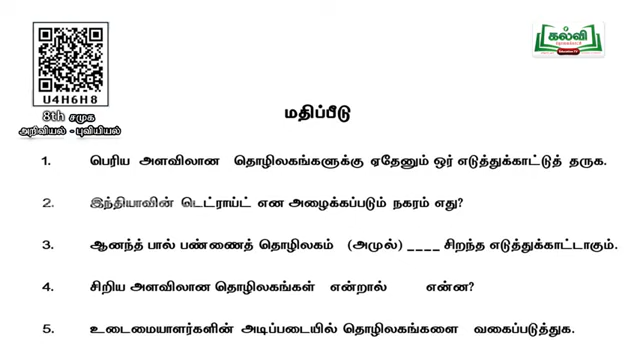 கல்வி
U4H6H8
8th சமூக
அறிவியல் - புவியியல்
மதிப்பீடு
1. பெரிய அளவிலான தொழிலகங்களுக்கு ஏதேனும் ஓர் எடுத்துக்காட்டுத் தருக.
2. இந்தியாவின் டெட்ராய்ட் என அழைக்கப்படும் நகரம் எது?
3. ஆனந்த் பால் பண்ணைத் தொழிலகம் (அமுல்) ____ சிறந்த எடுத்துக்காட்டாகும்.
4. சிறிய அளவிலான தொழிலகங்கள் என்றால் என்ன?
5. உடைமையாளர்களின் அடிப்படையில் தொழிலகங்களை வகைப்படுத்துக.